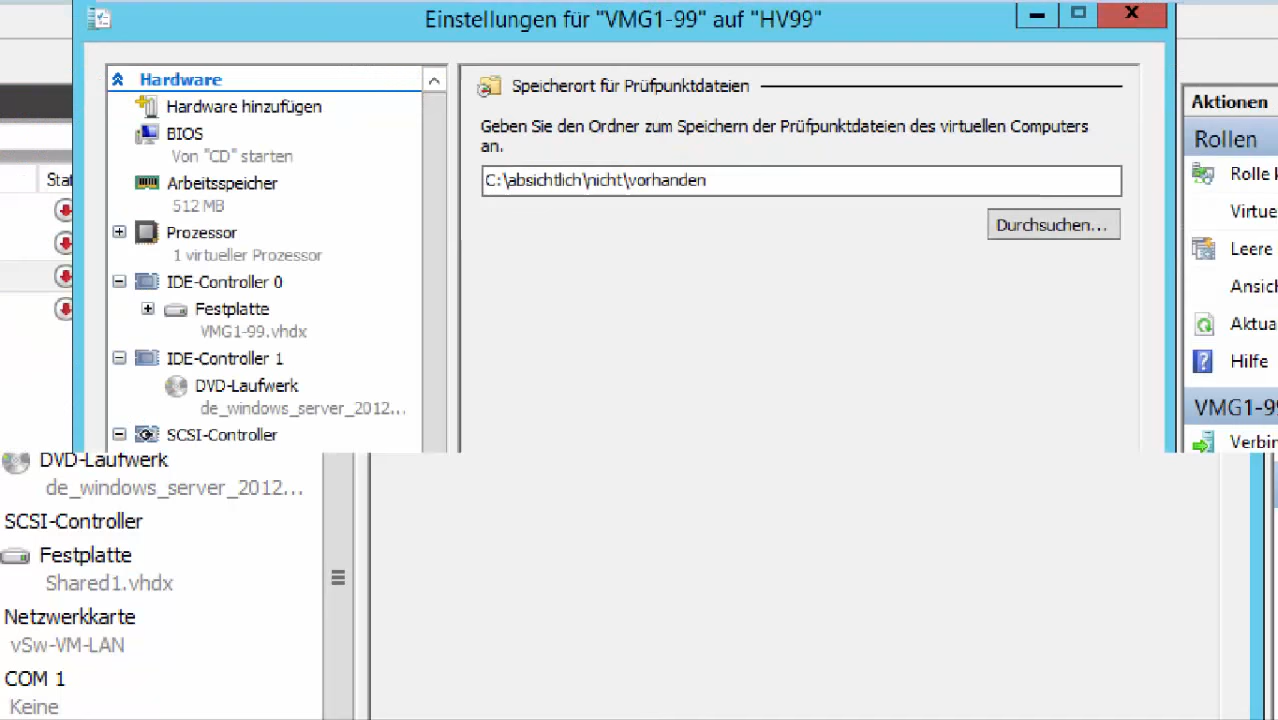 Einstellungen für "VMG1-99" auf "HV99"
Hardware
Hardware hinzufügen
BIOS
Von "CD" starten
Arbeitsspeicher
512 MB
Prozessor
1 virtueller Prozessor
IDE-Controller 0
Festplatte
VMG1-99.vhdx
IDE-Controller 1
DVD-Laufwerk
de_windows_server_2012...
SCSI-Controller
Speicherort für Prüfpunktdateien
Geben Sie den Ordner zum Speichern der Prüfpunktdateien des virtuellen Computers
an.
C:\absichtlich\nicht\vorhanden
Durchsuchen...
Stat
Aktionen
Rollen
Rolle k
Virtue
Leere
Ansich
Aktua
Hilfe
VMG1-99
Verbin
DVD-Laufwerk
de_windows_server_2012...
SCSI-Controller
Festplatte
Shared1.vhdx
Netzwerkkarte
vSw-VM-LAN
COM 1
Keine